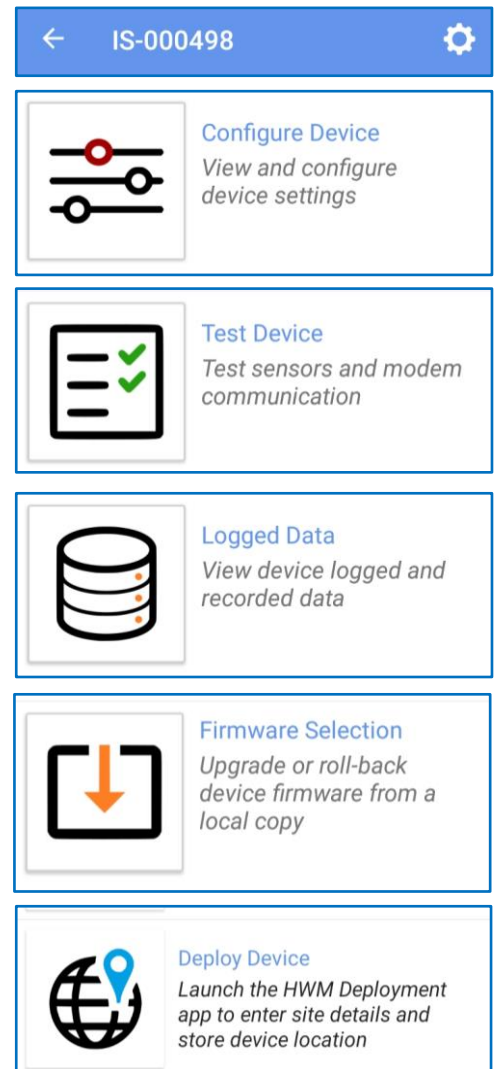 IS-000498
Configure Device
View and configure
device settings
Test Device
Test sensors and modem
communication
Logged Data
View device logged and
recorded data
Firmware Selection
Upgrade or roll-back
device firmware from a
local copy
Deploy Device
Launch the HWM Deployment
app to enter site details and
store device location